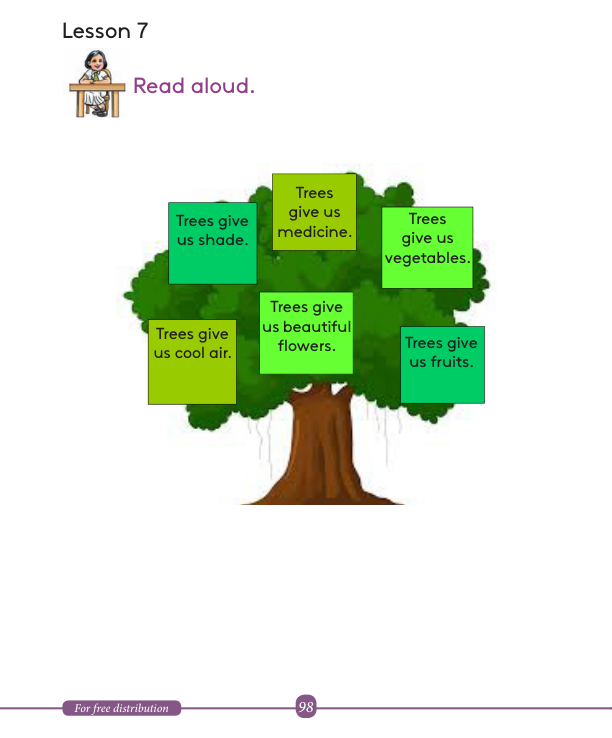 Lesson 7
Read aloud.
Trees
give us
medicine.
Trees give
us shade.
Trees
give us
vegetables.
Trees give
us beautiful
flowers.
Trees give
us cool air.
Trees give
us fruits.
For free distribution
98